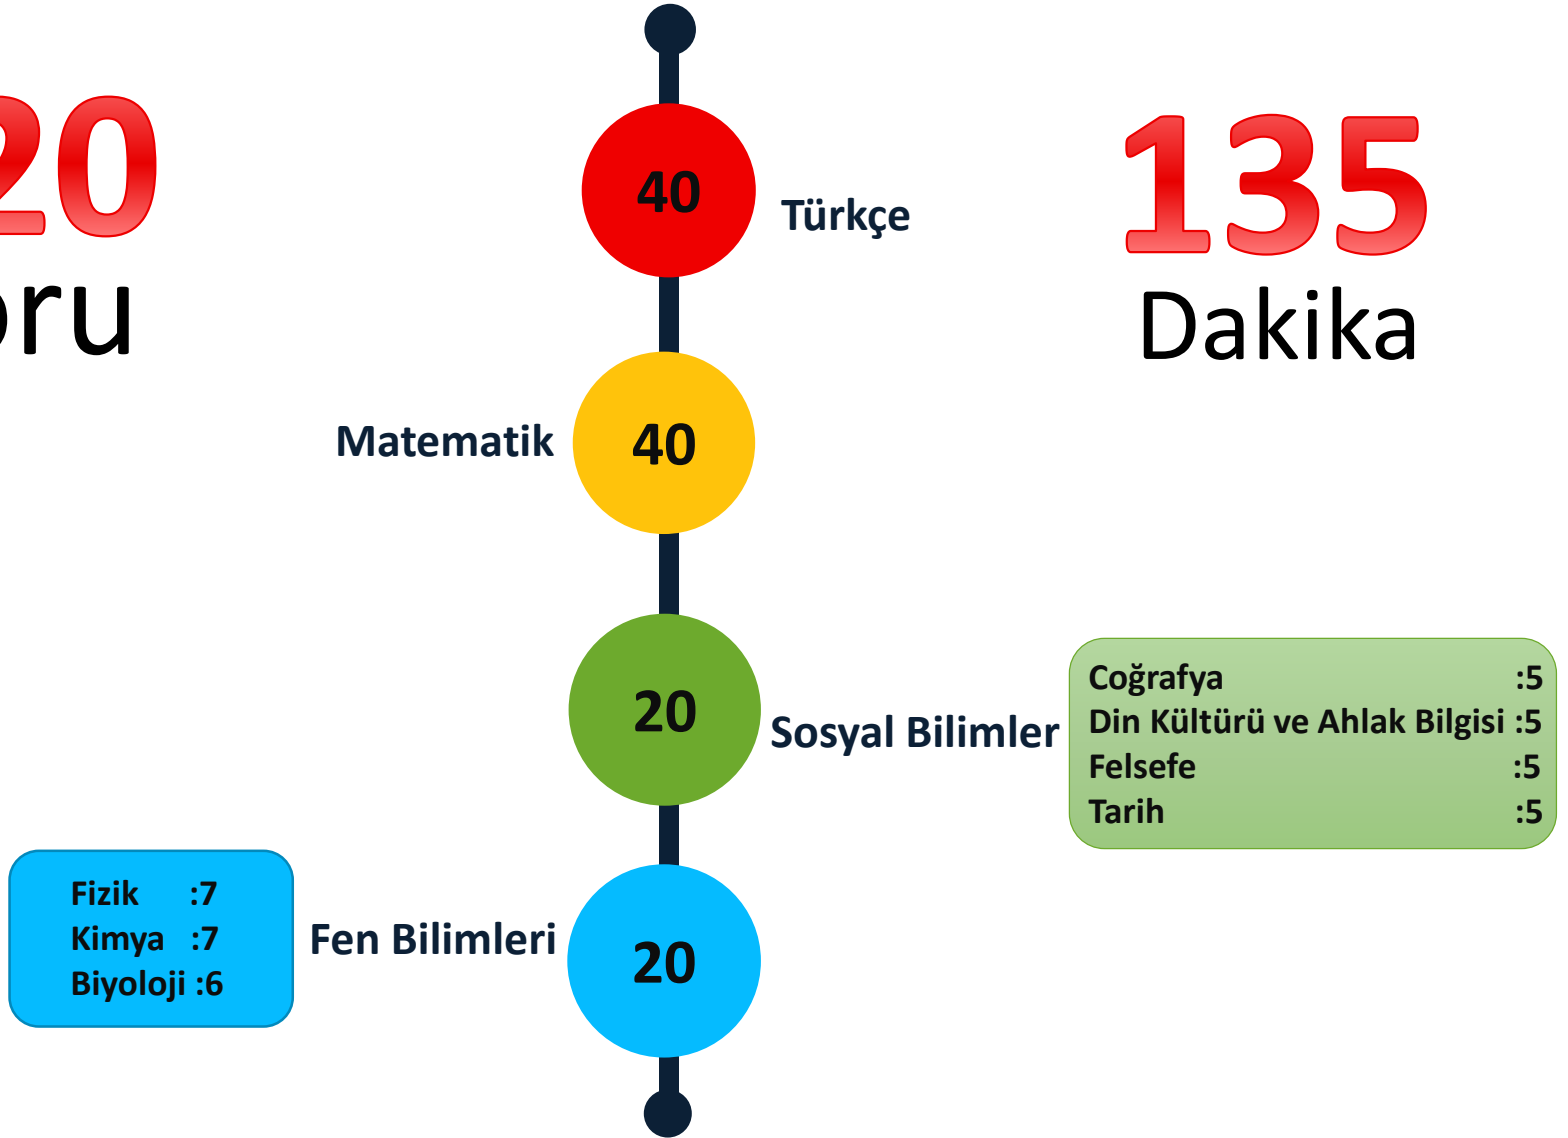 20
oru
135
Dakika
40
Türkçe
Matematik
40
20
Sosyal Bilimler
Coğrafya :5
Din Kültürü ve Ahlak Bilgisi :5
Felsefe :5
Tarih :5
Fizik :7
Kimya :7
Biyoloji :6
Fen Bilimleri
20